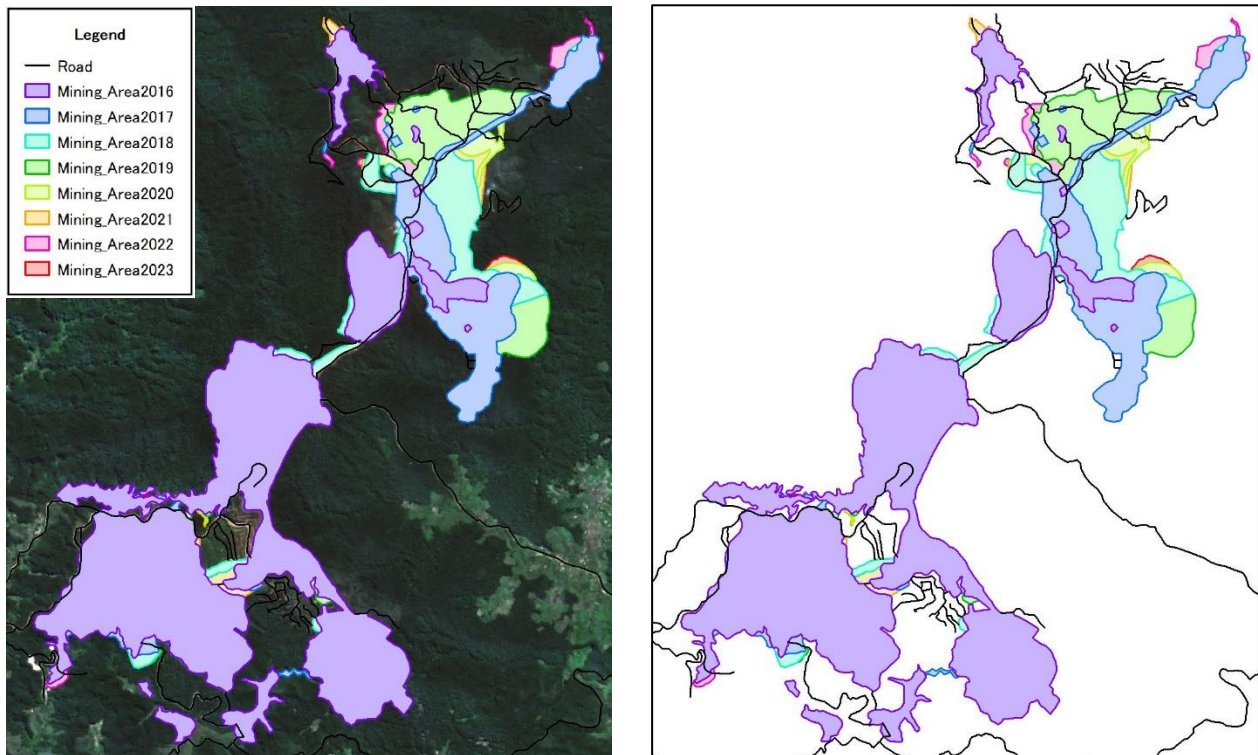 Legend
Road
Mining_Area2016
Mining_Area2017
Mining_Area2018
Mining_Area2019
Mining_Area2020
Mining_Area2021
Mining_Area2022
Mining_Area2023